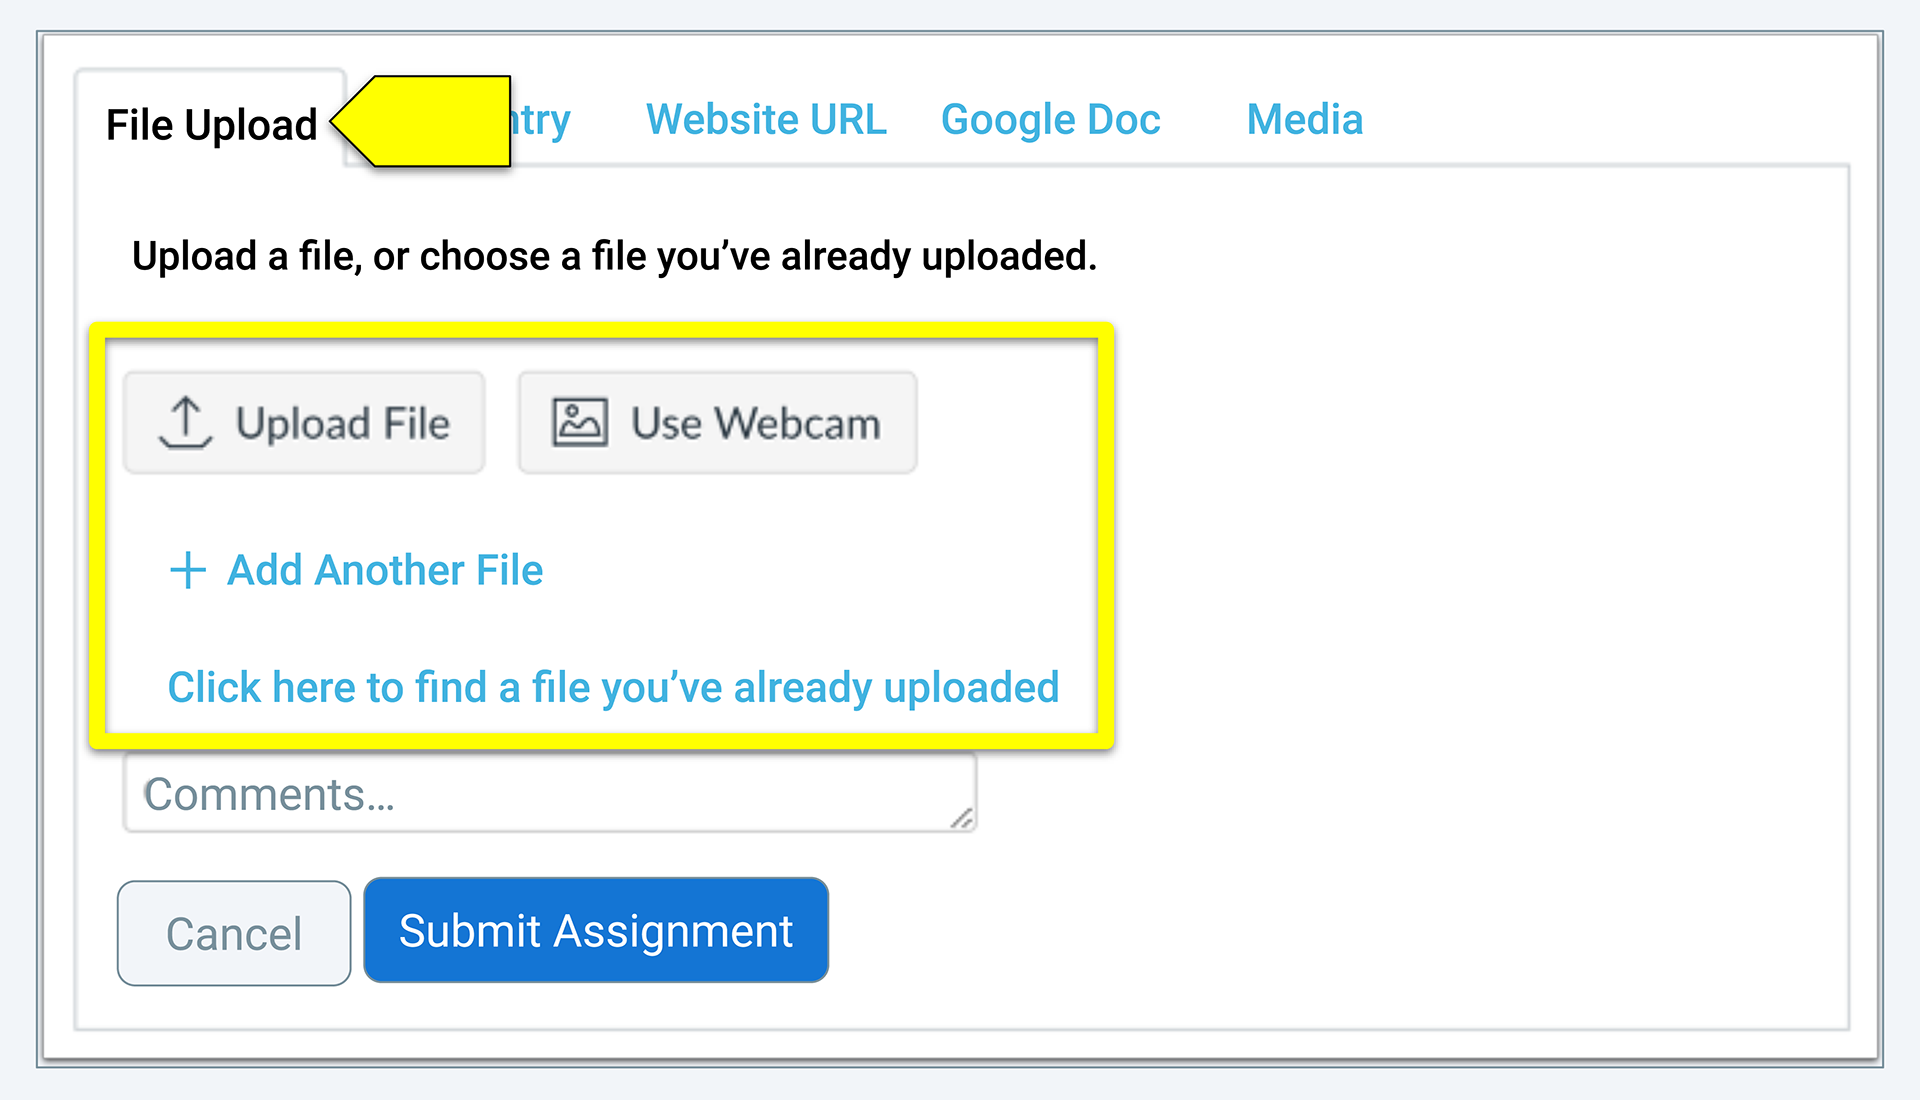 File Upload ntry Website URL Google Doc Media
Upload a file, or choose a file you’ve already uploaded.
Upload File Use Webcam
+ Add Another File
Click here to find a file you’ve already uploaded
Comments...
Cancel Submit Assignment